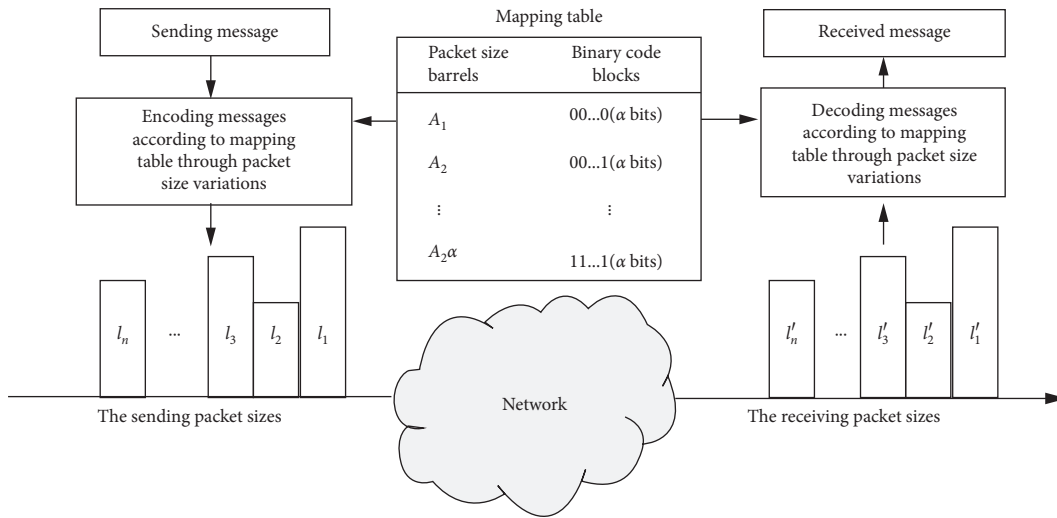 Sending message
Encoding messages
according to mapping
table through packet
size variations
Mapping table
Packet size
barrels
Binary code
blocks
A₁
00...0(α bits)
A₂
00...1(α bits)
⋮
⋮
A₂α
11...1(α bits)
Received message
Decoding messages
according to mapping
table through packet size
variations
lₙ
...
l₃
l₂
l₁
The sending packet sizes
Network
l′ₙ
...
l′₃
l′₂
l′₁
The receiving packet sizes